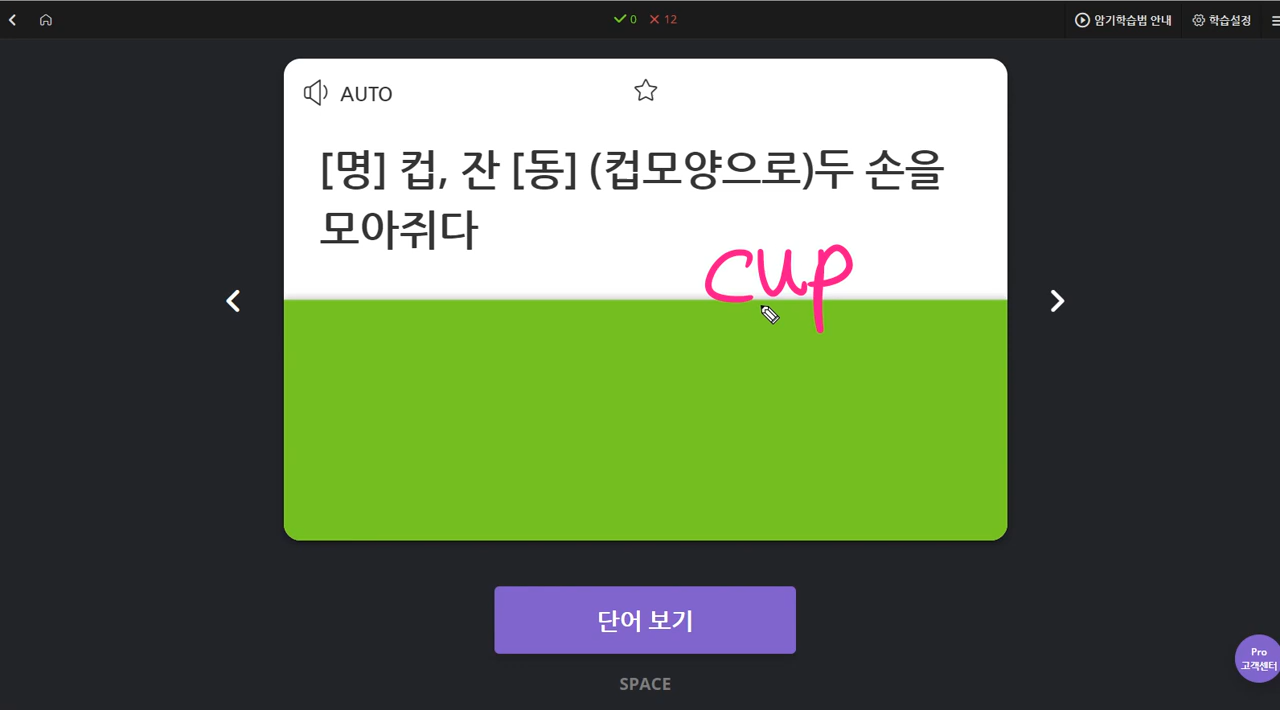 0 12 암기학습법 안내 학습설정
AUTO
[명] 컵, 잔 [동] (컵모양으로)두 손을
모아쥐다
cup
단어 보기
Pro
고객센터
SPACE